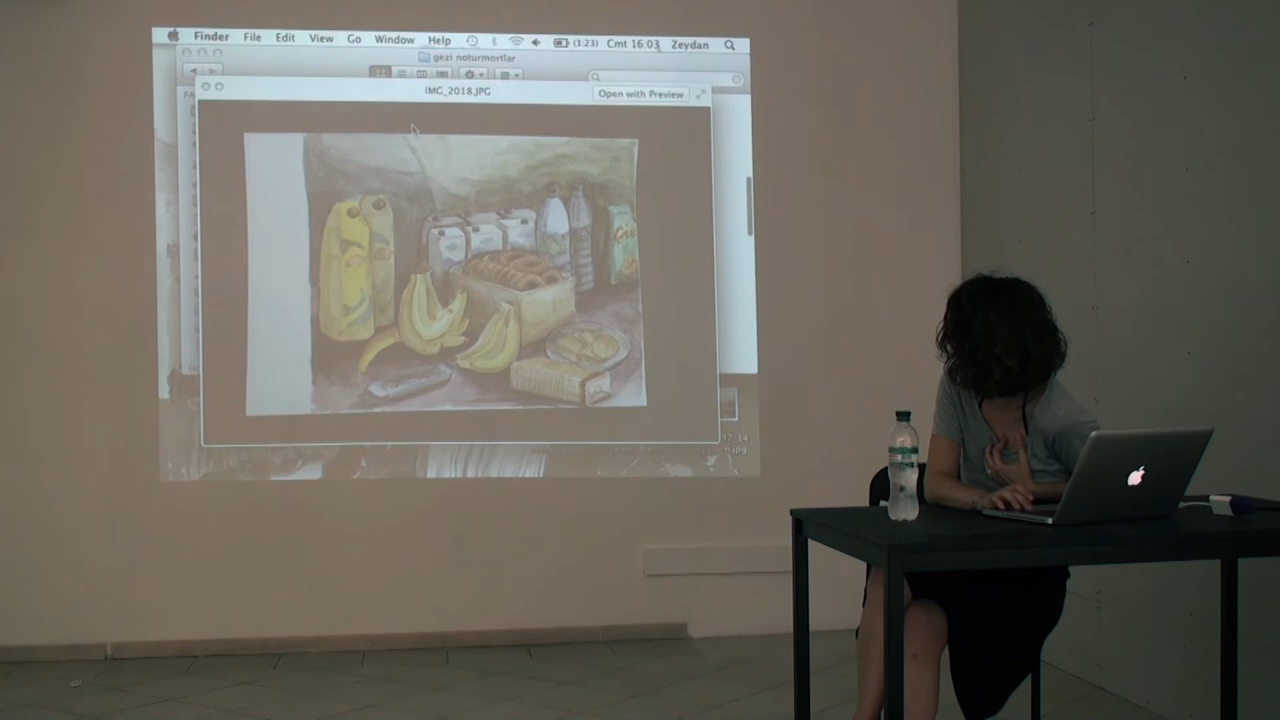 Finder File Edit View Go Window Help (3:23) Cmt 16:03 Zeydan
gezi noturmortlar
IMG_2018.JPG Open with Preview